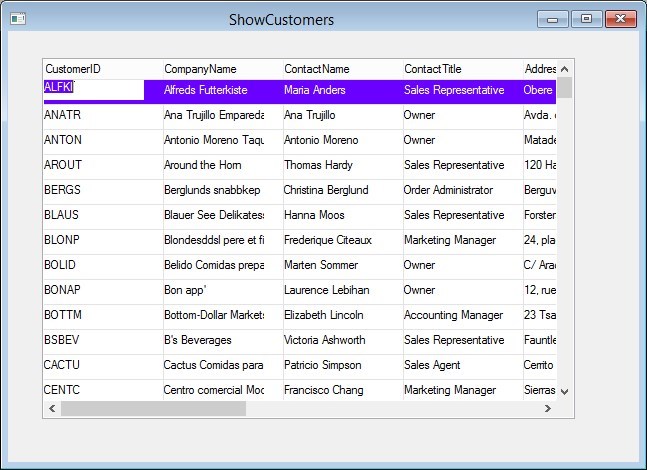 ShowCustomers
CustomerID CompanyName ContactName ContactTitle Addres
ALFKI Alfreds Futterkiste Maria Anders Sales Representative Obere
ANATR Ana Trujillo Empareda Ana Trujillo Owner Avda.
ANTON Antonio Moreno Taqu Antonio Moreno Owner Matade
AROUT Around the Horn Thomas Hardy Sales Representative 120 Ha
BERGS Berglunds snabbkep Christina Berglund Order Administrator Berguv
BLAUS Blauer See Delikates Hanna Moos Sales Representative Forster
BLONP Blondesddsl pere et fi Frederique Citeaux Marketing Manager 24, pla
BOLID Belido Comidas prepa Marten Sommer Owner C/ Ara
BONAP Bon app' Laurence Lebihan Owner 12, rue
BOTTM Bottom-Dollar Market Elizabeth Lincoln Accounting Manager 23 Tsa
BSBEV B's Beverages Victoria Ashworth Sales Representative Fauntle
CACTU Cactus Comidas para Patricio Simpson Sales Agent Cerrito
CENTC Centro comercial Moc Francisco Chang Marketing Manager Sierras